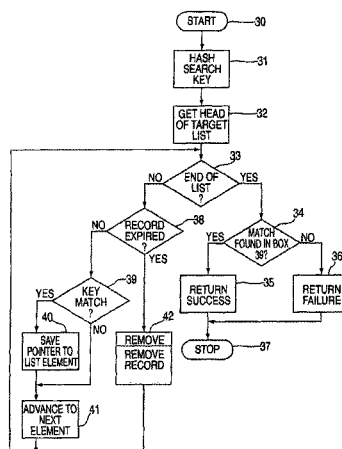 START
30
HASH
SEARCH
KEY
31
GET HEAD
OF TARGET
LIST
32
33
END OF
LIST
?
NO
YES
34
MATCH
FOUND IN BOX
39?
YES
NO
36
RETURN
SUCCESS
35
RETURN
FAILURE
STOP
37
NO
RECORD
EXPIRED
?
38
YES
39
KEY
MATCH
?
YES
NO
40
SAVE
POINTER TO
LIST ELEMENT
42
REMOVE
REMOVE
RECORD
ADVANCE TO
NEXT
ELEMENT
41